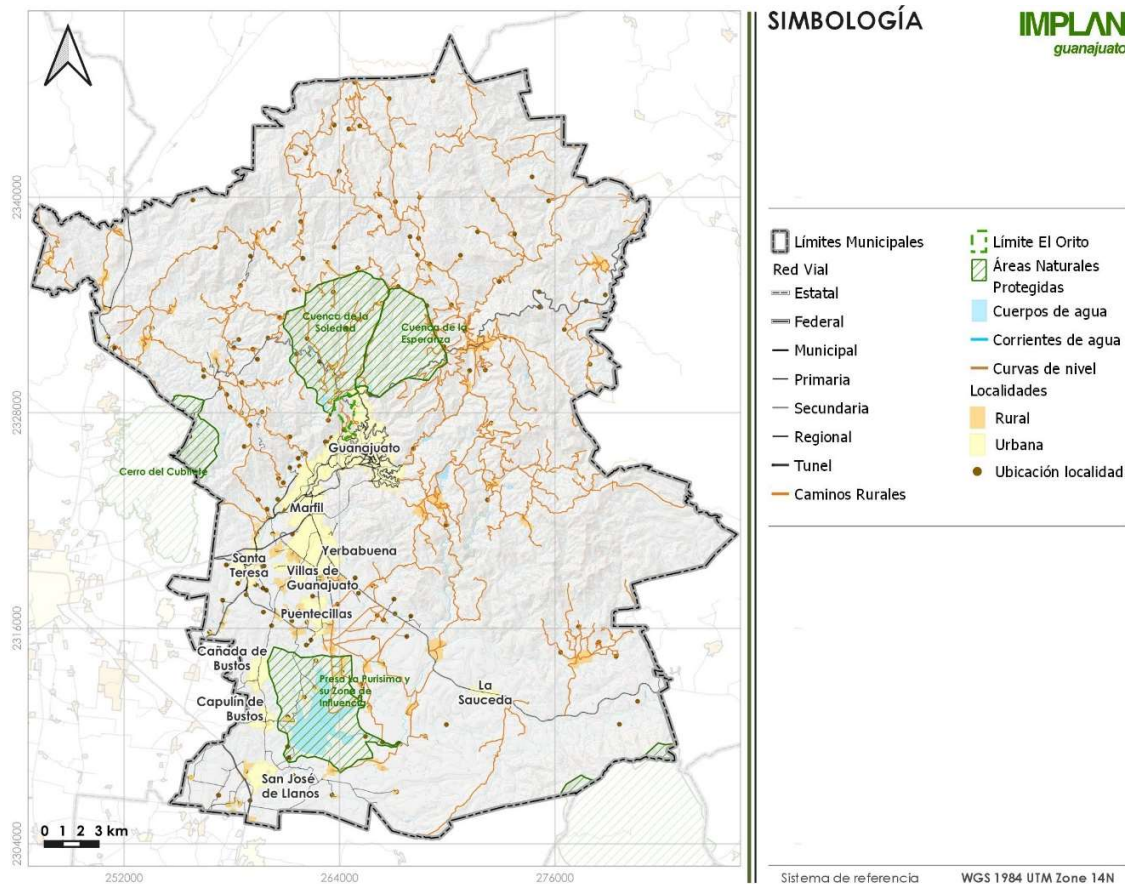 SIMBOLOGÍA
IMPLAN
guanajuato
Límites Municipales
Red Vial
Estatal
Federal
Municipal
Primaria
Secundaria
Regional
Tunel
Caminos Rurales
Límite El Orito
Áreas Naturales
Protegidas
Cuerpos de agua
Corrientes de agua
Curvas de nivel
Localidades
Rural
Urbana
Ubicación localidad
Sistema de referencia
WGS 1984 UTM Zone 14N
Cuenca de la
Soledad
Cuenca de la
Esperanza
Guanajuato
Cerro del Cubilete
Marfil
Yerbabuena
Santa
Teresa
Villas de
Guanajuato
Puentecillas
Cañada de
Bustos
Presa La Purisima y
su Zona de
Influencia
Capulín de
Bustos
La
Sauceda
San José
de Llanos
0 1 2 3 km
2340000
2328000
2316000
2304000
252000
264000
276000